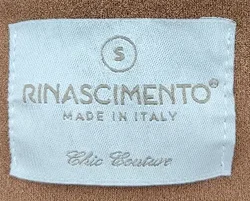 S
RINASCIMENTO®
MADE IN ITALY
Chic Couture